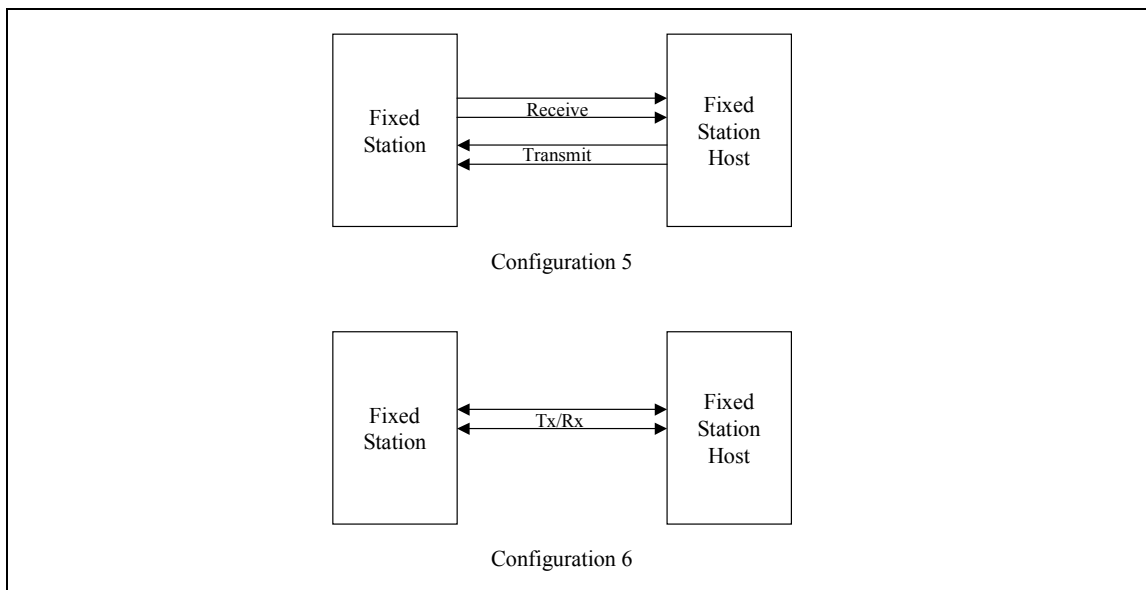 Fixed
Station
Receive
Transmit
Fixed
Station
Host
Configuration 5
Fixed
Station
Tx/Rx
Fixed
Station
Host
Configuration 6